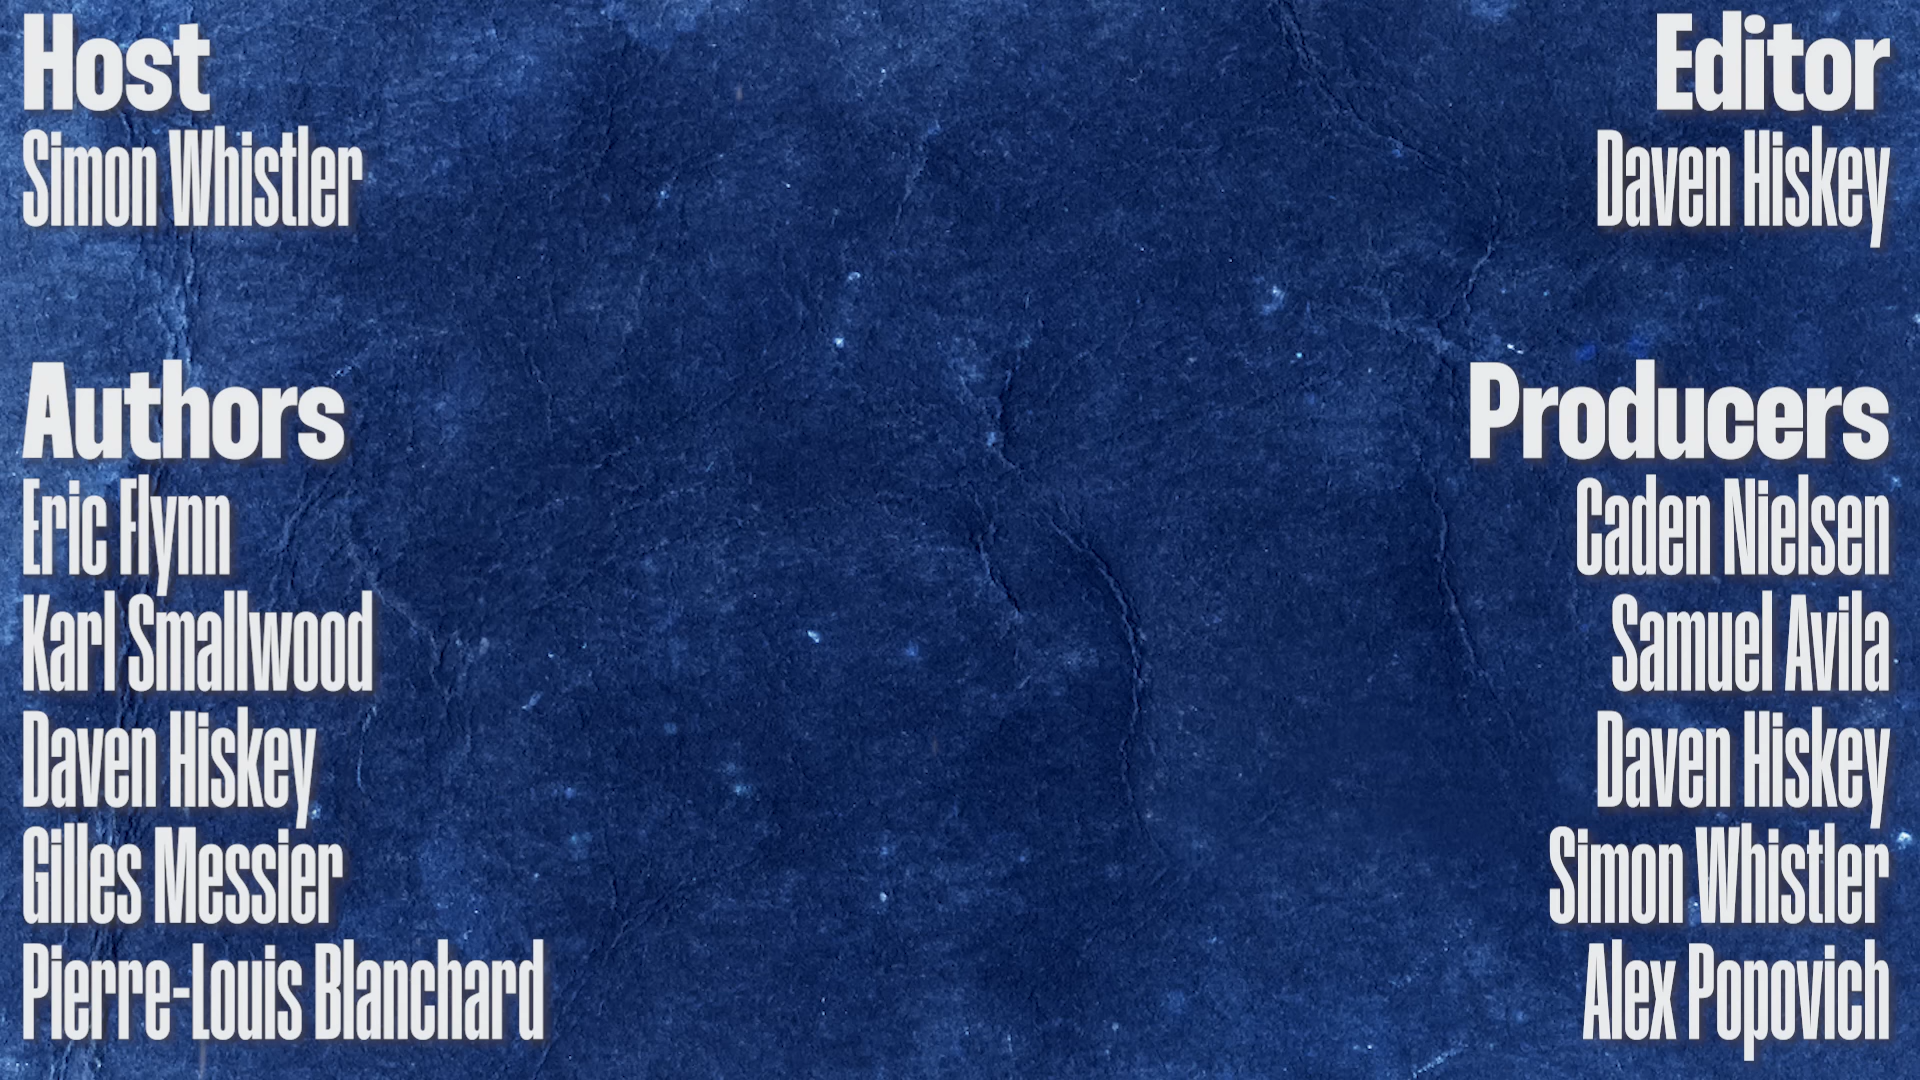 Host
Simon Whistler
Authors
Eric Flynn
Karl Smallwood
Daven Hiskey
Gilles Messier
Pierre-Louis Blanchard
Editor
Daven Hiskey
Producers
Caden Nielsen
Samuel Avila
Daven Hiskey
Simon Whistler
Alex Popovich